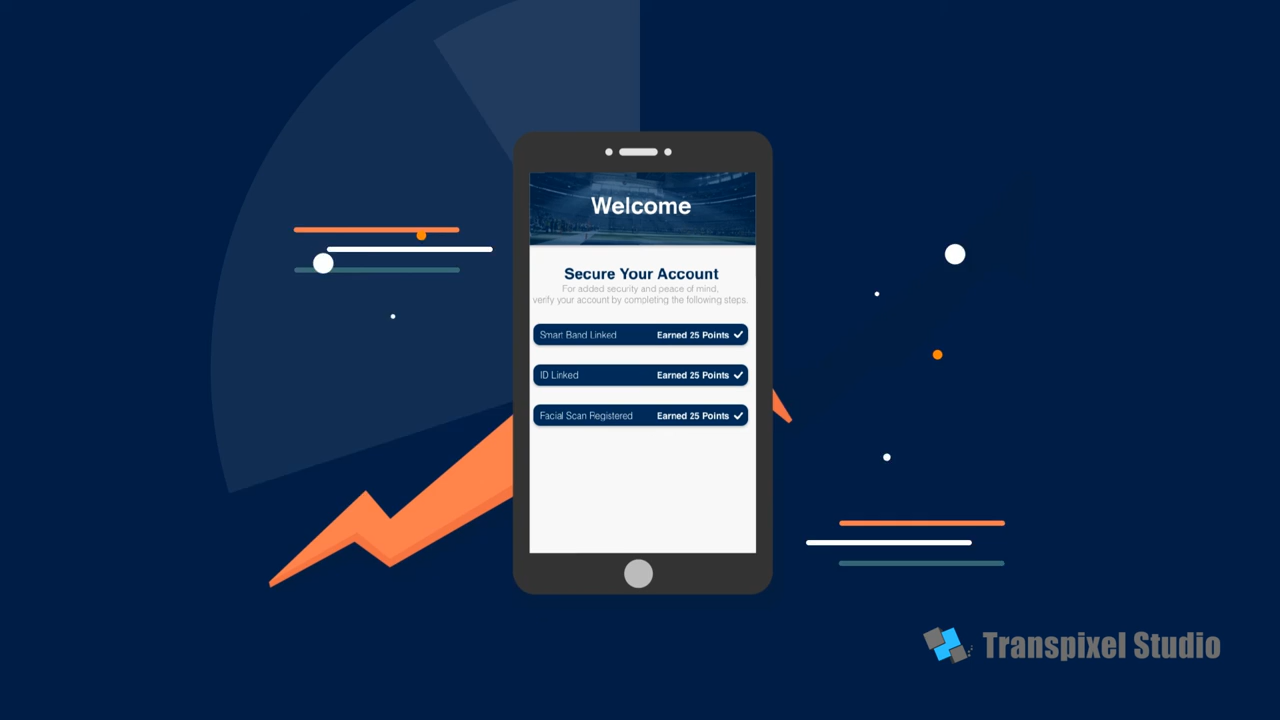 Welcome
Secure Your Account
For added security and peace of mind,
verify your account by completing the following steps.
Smart Band Linked Earned 25 Points
ID Linked Earned 25 Points
Facial Scan Registered Earned 25 Points
Transpixel Studio